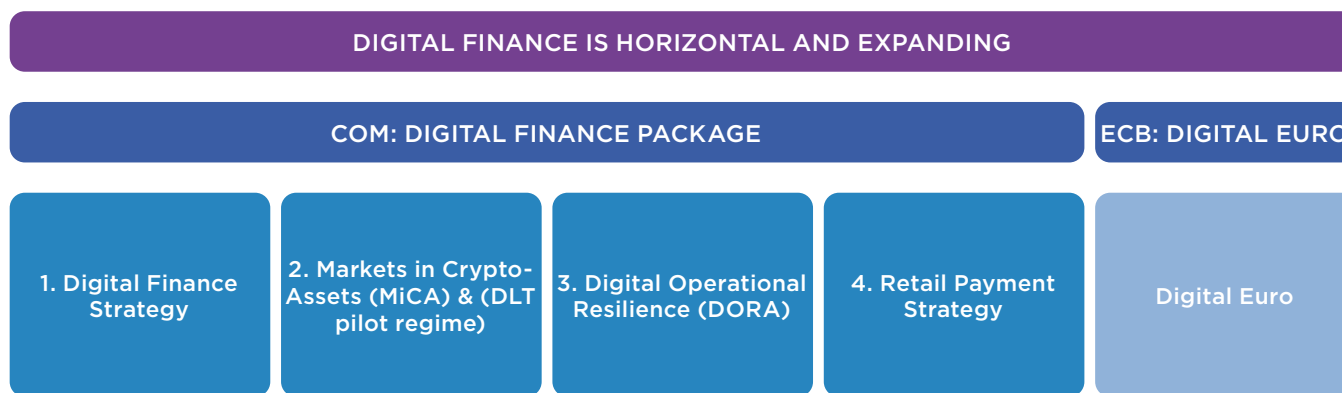 DIGITAL FINANCE IS HORIZONTAL AND EXPANDING
COM: DIGITAL FINANCE PACKAGE
ECB: DIGITAL EURO
1. Digital Finance
Strategy
2. Markets in Crypto-
Assets (MiCA) & (DLT
pilot regime)
3. Digital Operational
Resilience (DORA)
4. Retail Payment
Strategy
Digital Euro